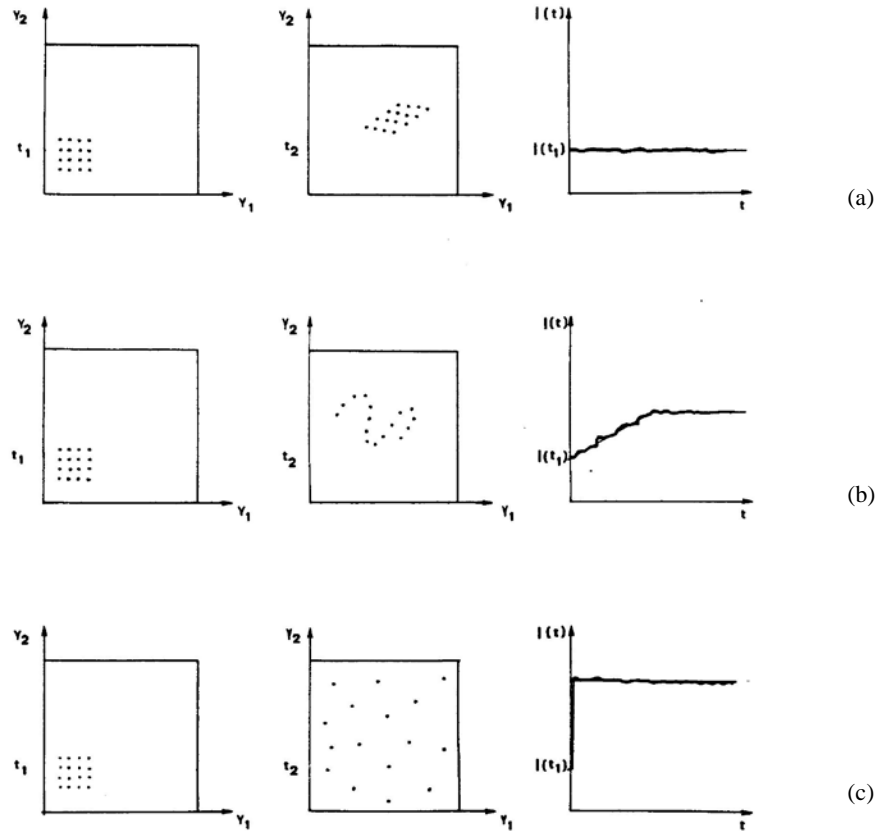 Y₂ Y₂ I(t)
t₁ t₂ I(t₁)
Y₁ Y₁ t
(a)
Y₂ Y₂ I(t)
t₁ t₂ I(t₁)
Y₁ Y₁ t
(b)
Y₂ Y₂ I(t)
t₁ t₂ I(t₁)
Y₁ Y₁ t
(c)